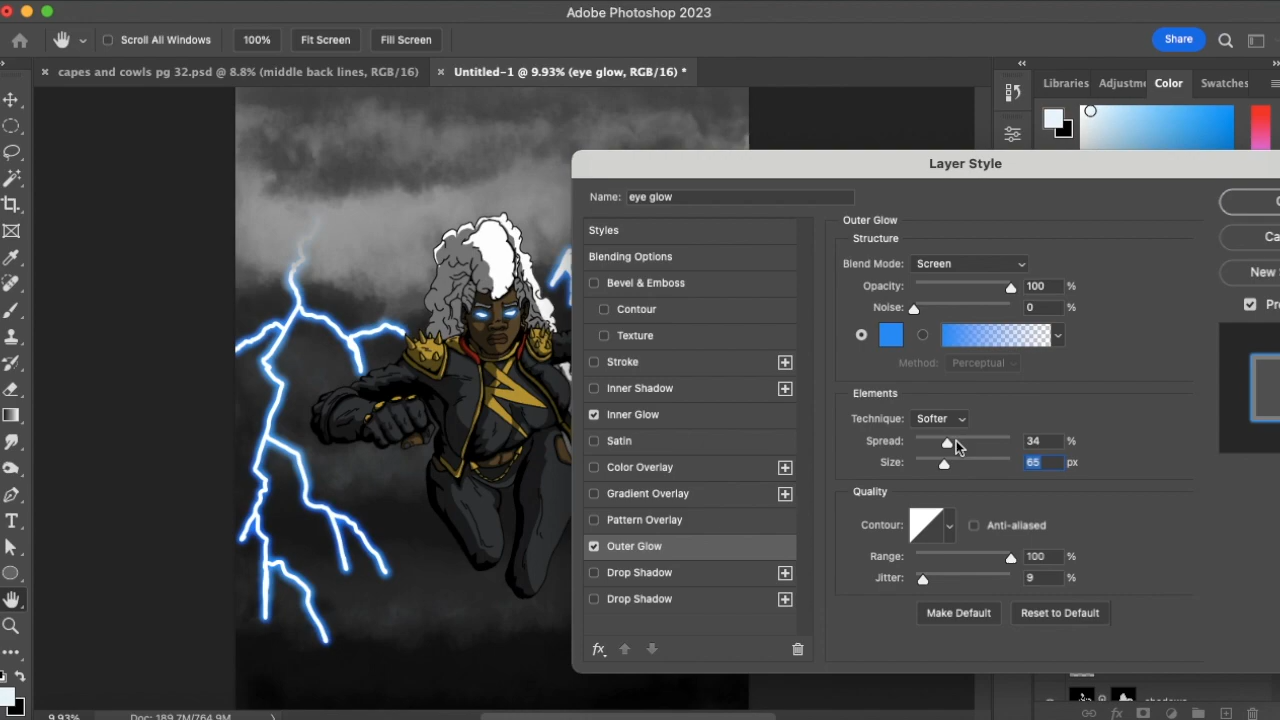 Adobe Photoshop 2023
Scroll All Windows 100% Fit Screen Fill Screen Share
capes and cowls pg 32.psd @ 8.8% (middle back lines, RGB/16) Untitled-1 @ 9.93% (eye glow, RGB/16) *
Libraries Adjustme Color Swatches
Layer Style
Name: eye glow
Styles
Blending Options
Bevel & Emboss
Contour
Texture
Stroke
Inner Shadow
Inner Glow
Satin
Color Overlay
Gradient Overlay
Pattern Overlay
Outer Glow
Drop Shadow
Drop Shadow
fx
Outer Glow
Structure
Blend Mode: Screen
Opacity: 100 %
Noise: 0 %
Method: Perceptual
Elements
Technique: Softer
Spread: 34 %
Size: 65 px
Quality
Contour: Anti-aliased
Range: 100 %
Jitter: 9 %
Make Default Reset to Default
Ca
New
Pr
fx
9.93% Doc: 189.7M/764.9M